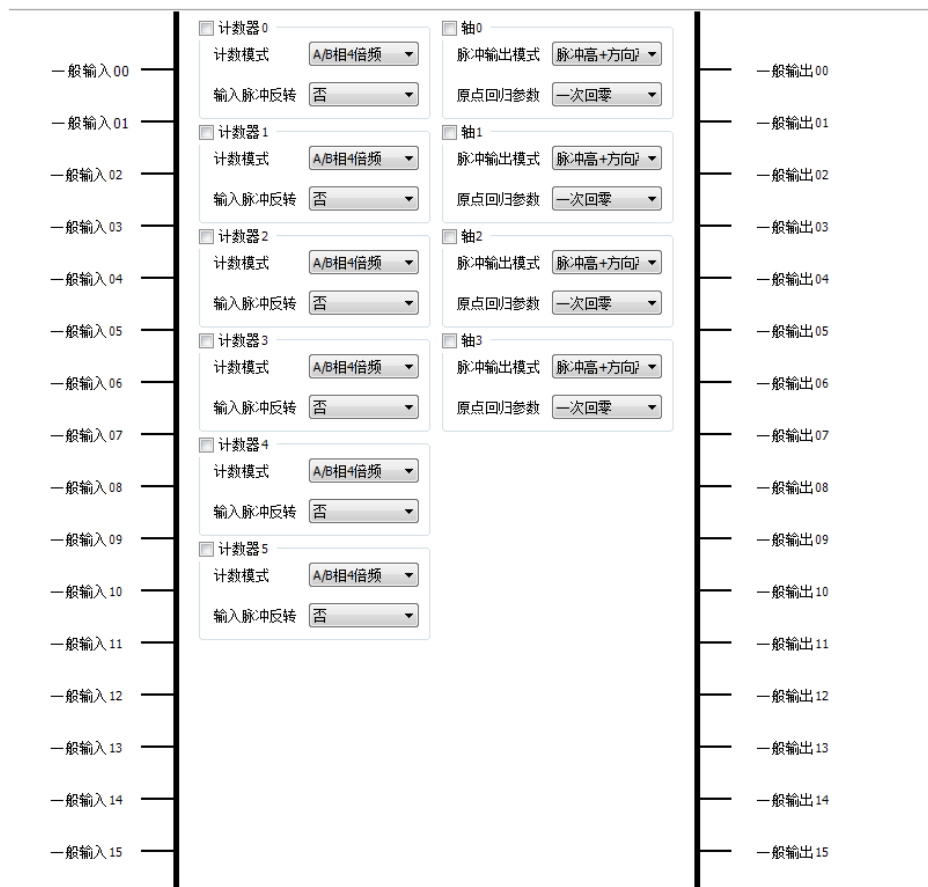 一般输入00
一般输入01
一般输入02
一般输入03
一般输入04
一般输入05
一般输入06
一般输入07
一般输入08
一般输入09
一般输入10
一般输入11
一般输入12
一般输入13
一般输入14
一般输入15
计数器0
计数模式 A/B相4倍频
输入脉冲反转 否
计数器1
计数模式 A/B相4倍频
输入脉冲反转 否
计数器2
计数模式 A/B相4倍频
输入脉冲反转 否
计数器3
计数模式 A/B相4倍频
输入脉冲反转 否
计数器4
计数模式 A/B相4倍频
输入脉冲反转 否
计数器5
计数模式 A/B相4倍频
输入脉冲反转 否
轴0
脉冲输出模式 脉冲高+方向
原点回归参数 一次回零
轴1
脉冲输出模式 脉冲高+方向
原点回归参数 一次回零
轴2
脉冲输出模式 脉冲高+方向
原点回归参数 一次回零
轴3
脉冲输出模式 脉冲高+方向
原点回归参数 一次回零
一般输出00
一般输出01
一般输出02
一般输出03
一般输出04
一般输出05
一般输出06
一般输出07
一般输出08
一般输出09
一般输出10
一般输出11
一般输出12
一般输出13
一般输出14
一般输出15